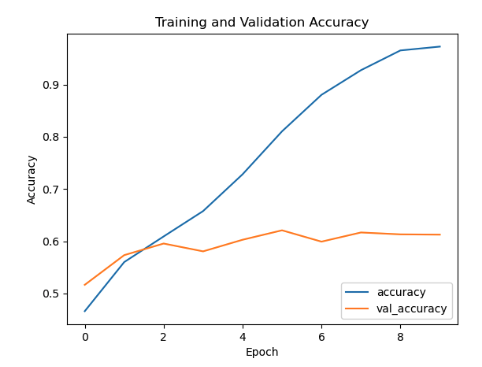 Training and Validation Accuracy
Accuracy
0.9
0.8
0.7
0.6
0.5
accuracy
val_accuracy
0 2 4 6 8
Epoch